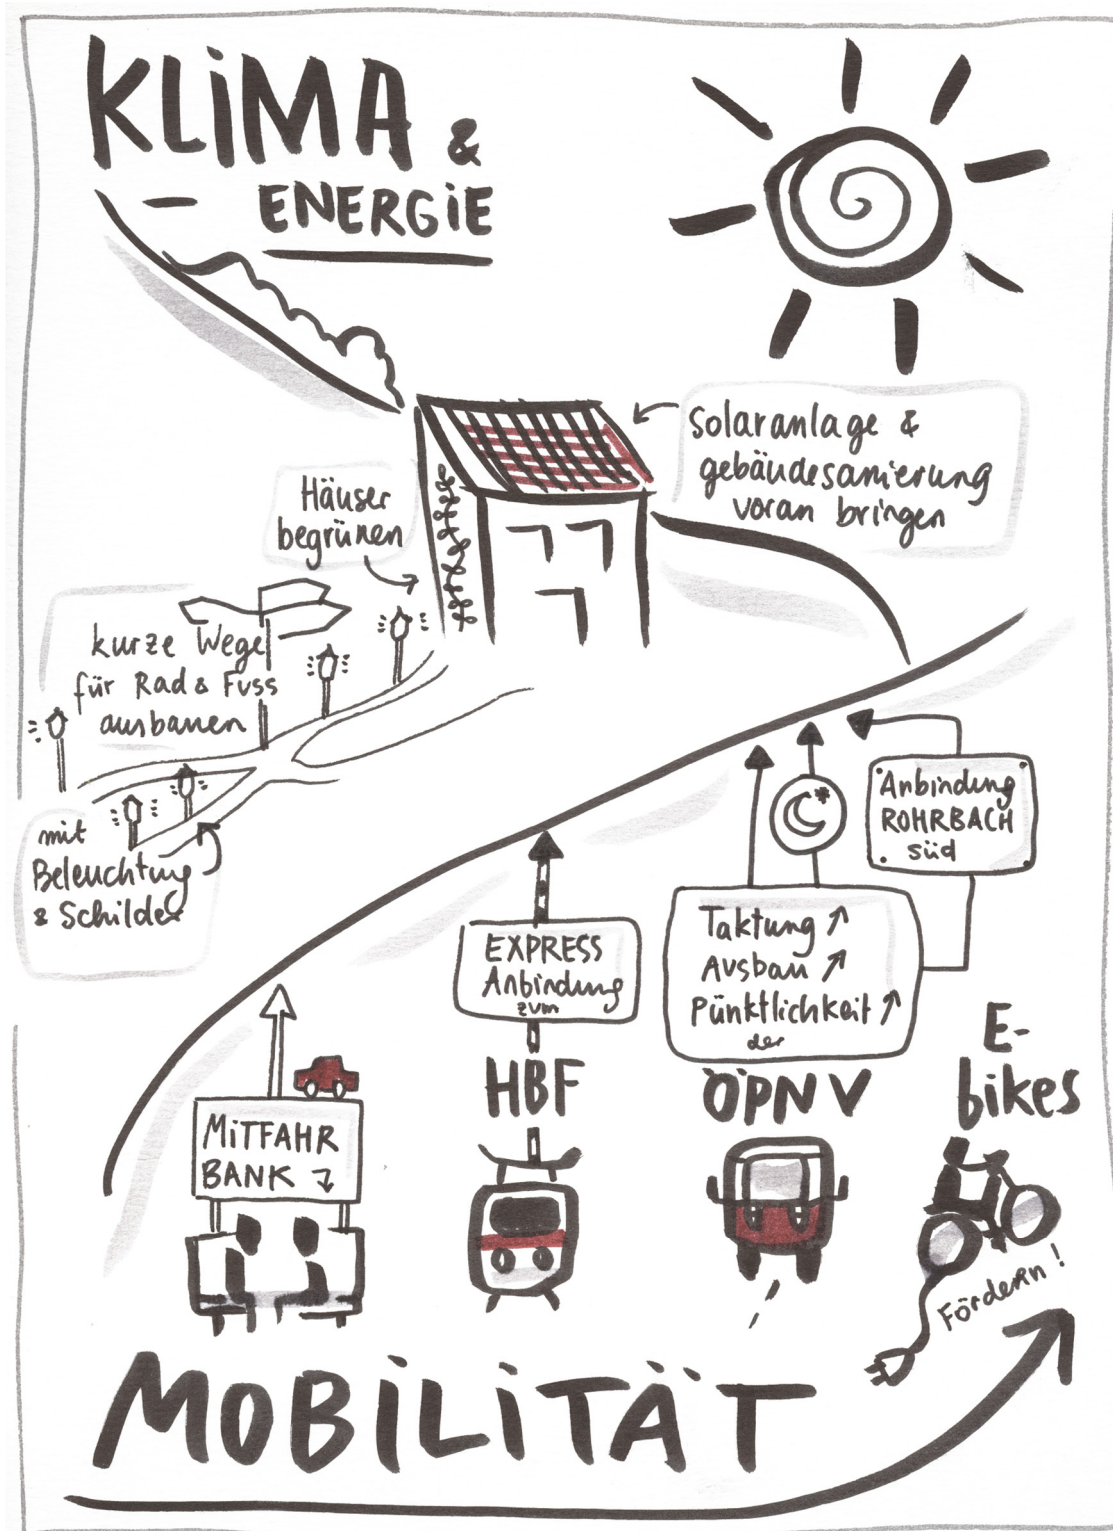 KLIMA &
ENERGIE
Solaranlage &
gebäudesanierung
voran bringen
Häuser
begrünen
kurze Wege
für Rad & Fuss
ausbauen
mit
Beleuchtung
& Schilder
Anbindung
ROHRBACH
süd
Taktung ↗
Ausbau ↗
Pünktlichkeit ↗
der
ÖPNV
EXPRESS
Anbindung
zum
HBF
E-
bikes
Fördern!
MITFAHR
BANK ↴
MOBILITÄT